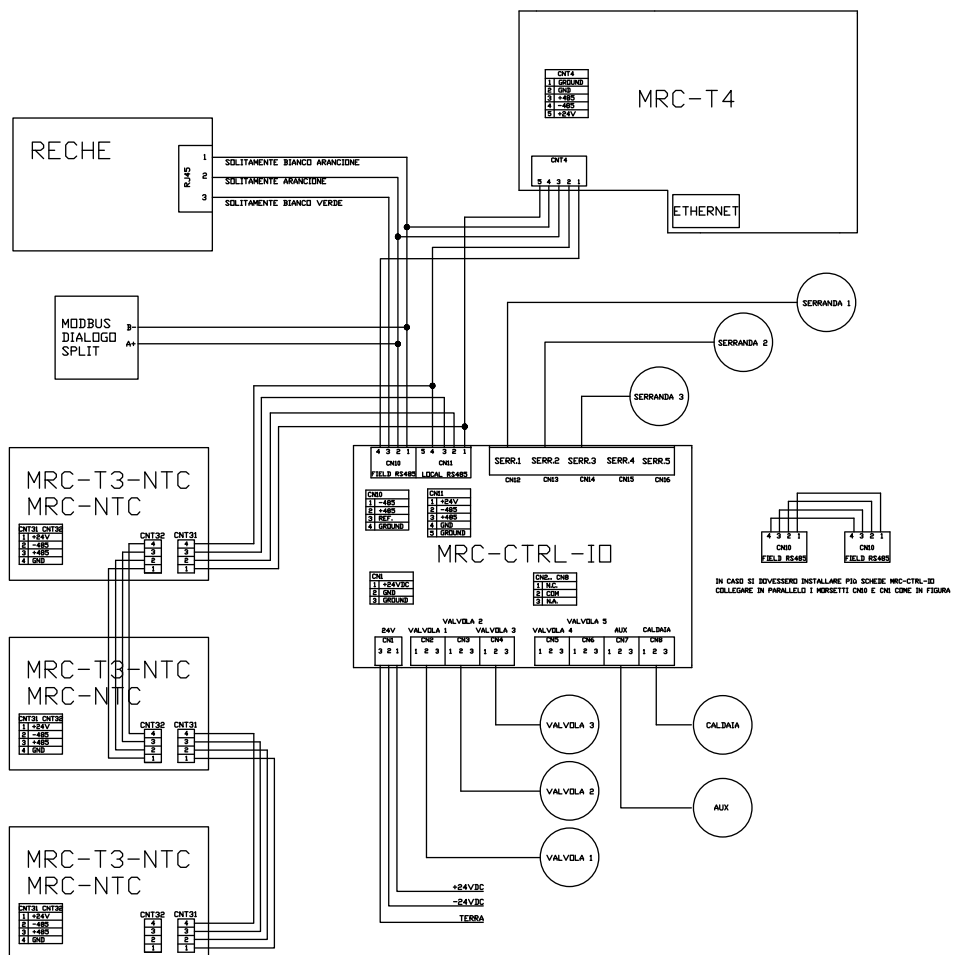 CNT4
1 GROUND
2 GND
3 +485
4 -485
5 +24V
MRC-T4
CNT4
5 4 3 2 1
ETHERNET
RECHE
RJ45
1
2
3
SOLITAMENTE BIANCO ARANCIONE
SOLITAMENTE ARANCIONE
SOLITAMENTE BIANCO VERDE
MODBUS
DIALOGO
SPLIT
B-
A+
SERRANDA 1
SERRANDA 2
SERRANDA 3
MRC-T3-NTC
MRC-NTC
CNT31 CNT32
1 +24V
2 -485
3 +485
4 GND
CNT32
4
3
2
1
CNT31
4
3
2
1
4 3 2 1
CN10
FIELD RS485
5 4 3 2 1
CN11
LOCAL RS485
SERR.1 SERR.2 SERR.3 SERR.4 SERR.5
CN12 CN13 CN14 CN15 CN16
CN10
1 -485
2 +485
3 REF.
4 GROUND
CN11
1 +24V
2 -485
3 +485
4 GND
5 GROUND
MRC-CTRL-IO
CN1
1 +24VDC
2 GND
3 GROUND
CN2.. CN8
1 N.C.
2 COM
3 N.A.
24V
CN1
3 2 1
VALVOLA 1
CN2
1 2 3
VALVOLA 2
CN3
1 2 3
VALVOLA 3
CN4
1 2 3
VALVOLA 4
CN5
1 2 3
VALVOLA 5
CN6
1 2 3
AUX
CN7
1 2 3
CALDAIA
CN8
1 2 3
4 3 2 1
CN10
FIELD RS485
4 3 2 1
CN10
FIELD RS485
IN CASO SI DOVESSERO INSTALLARE PIÙ SCHEDE MRC-CTRL-IO
COLLEGARE IN PARALLELO I MORSETTI CN10 E CN1 COME IN FIGURA
MRC-T3-NTC
MRC-NTC
CNT31 CNT32
1 +24V
2 -485
3 +485
4 GND
CNT32
4
3
2
1
CNT31
4
3
2
1
VALVOLA 3
VALVOLA 2
VALVOLA 1
CALDAIA
AUX
MRC-T3-NTC
MRC-NTC
CNT31 CNT32
1 +24V
2 -485
3 +485
4 GND
CNT32
4
3
2
1
CNT31
4
3
2
1
+24VDC
-24VDC
TERRA